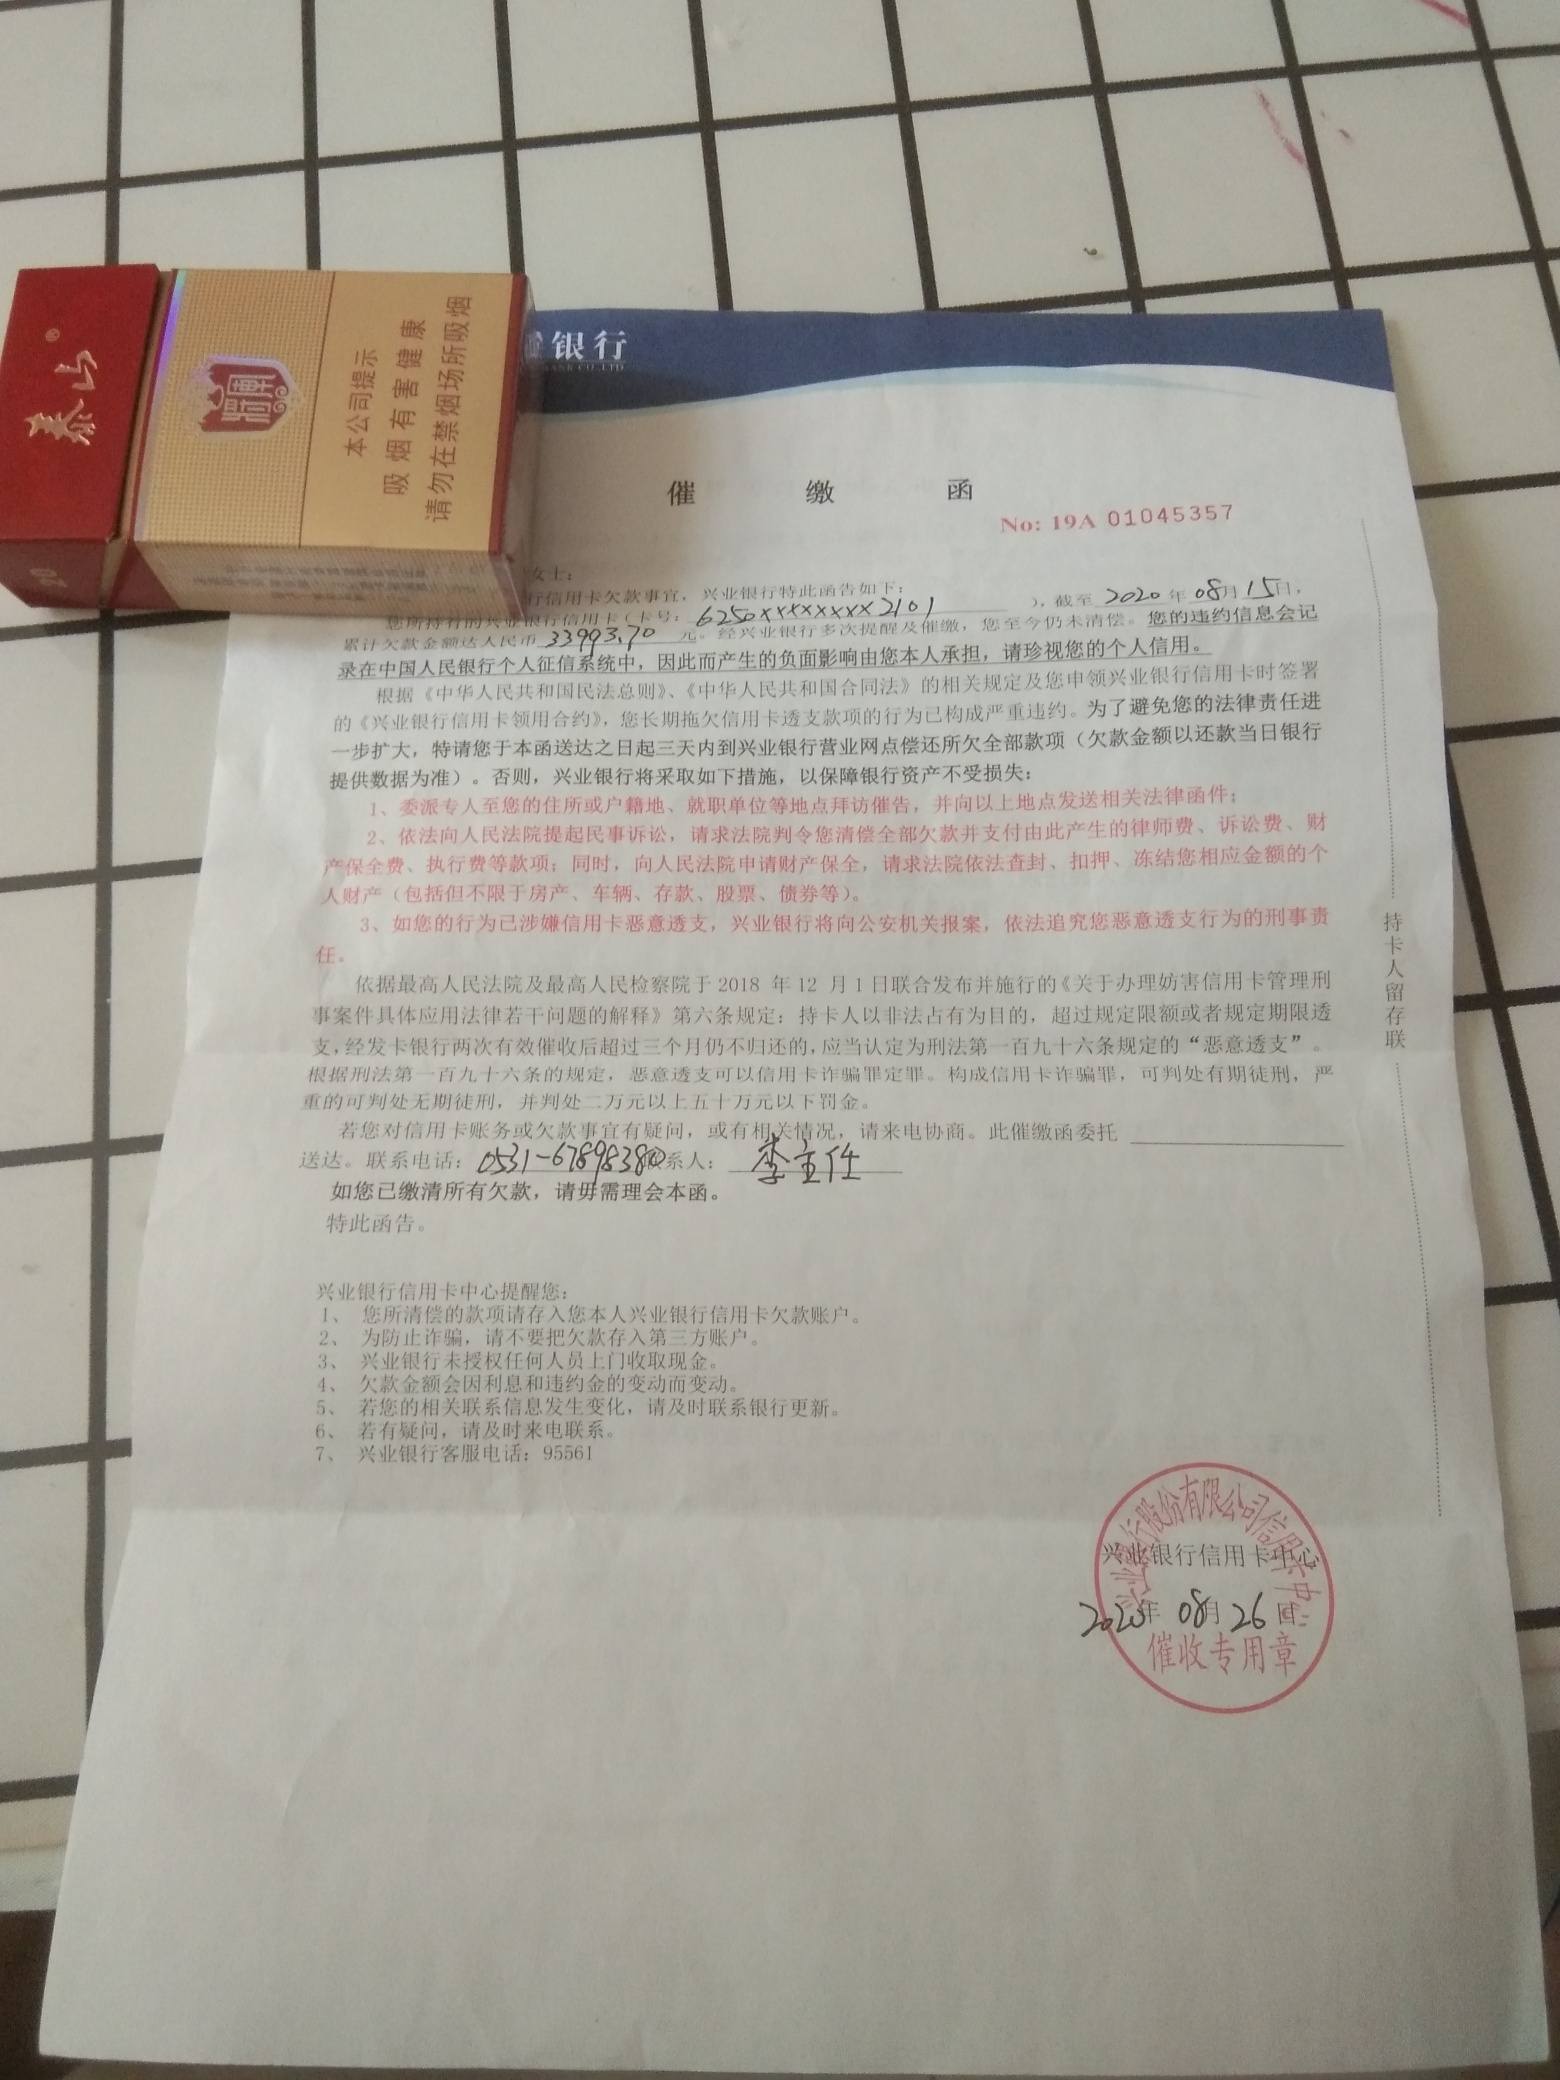 泰山®
20
本公司提示
吸烟有害健康
请勿在禁烟场所吸烟
银行
BANK CO.,LTD
催缴函
No: 19A 01045357
女士：
行信用卡欠款事宜，兴业银行特此函告如下：
您所持有的兴业银行信用卡（卡号：6250xxxxxxxx2101），截至2020年08月15日，
累计欠款金额达人民币33993.70元。经兴业银行多次提醒及催缴，您至今仍未清偿。您的违约信息会记
录在中国人民银行个人征信系统中，因此而产生的负面影响由您本人承担，请珍视您的个人信用。
根据《中华人民共和国民法总则》、《中华人民共和国合同法》的相关规定及您申领兴业银行信用卡时签署
的《兴业银行信用卡领用合约》，您长期拖欠信用卡透支款项的行为已构成严重违约。为了避免您的法律责任进
一步扩大，特请您于本函送达之日起三天内到兴业银行营业网点偿还所欠全部款项（欠款金额以还款当日银行
提供数据为准）。否则，兴业银行将采取如下措施，以保障银行资产不受损失：
1、委派专人至您的住所或户籍地、就职单位等地点拜访催告，并向以上地点发送相关法律函件；
2、依法向人民法院提起民事诉讼，请求法院判令您清偿全部欠款并支付由此产生的律师费、诉讼费、财
产保全费、执行费等款项；同时，向人民法院申请财产保全，请求法院依法查封、扣押、冻结您相应金额的个
人财产（包括但不限于房产、车辆、存款、股票、债券等）。
3、如您的行为已涉嫌信用卡恶意透支，兴业银行将向公安机关报案，依法追究您恶意透支行为的刑事责
任。
依据最高人民法院及最高人民检察院于2018 年12 月1日联合发布并施行的《关于办理妨害信用卡管理刑
事案件具体应用法律若干问题的解释》第六条规定：持卡人以非法占有为目的，超过规定限额或者规定期限透
支，经发卡银行两次有效催收后超过三个月仍不归还的，应当认定为刑法第一百九十六条规定的“恶意透支”。
根据刑法第一百九十六条的规定，恶意透支可以信用卡诈骗罪定罪。构成信用卡诈骗罪，可判处有期徒刑，严
重的可判处无期徒刑，并判处二万元以上五十万元以下罚金。
若您对信用卡账务或欠款事宜有疑问，或有相关情况，请来电协商。此催缴函委托
送达。联系电话：0531-67898380系人：李主任
如您已缴清所有欠款，请毋需理会本函。
特此函告。
兴业银行信用卡中心提醒您：
1、 您所清偿的款项请存入您本人兴业银行信用卡欠款账户。
2、 为防止诈骗，请不要把欠款存入第三方账户。
3、 兴业银行未授权任何人员上门收取现金。
4、 欠款金额会因利息和违约金的变动而变动。
5、 若您的相关联系信息发生变化，请及时联系银行更新。
6、 若有疑问，请及时来电联系。
7、 兴业银行客服电话：95561
持卡人留存联
兴业银行股份有限公司信用卡中心
兴业银行信用卡中心
2020年08月26日
催收专用章